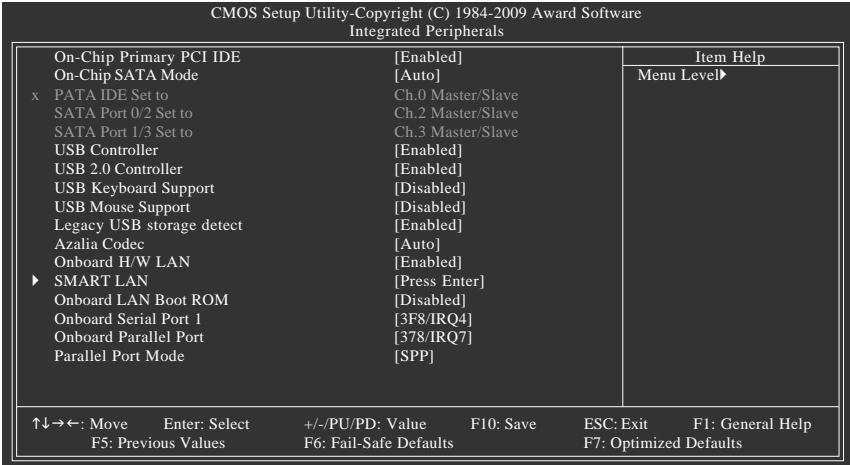 CMOS Setup Utility-Copyright (C) 1984-2009 Award Software
Integrated Peripherals
On-Chip Primary PCI IDE [Enabled] Item Help
On-Chip SATA Mode [Auto] Menu Level▶
x PATA IDE Set to Ch.0 Master/Slave
SATA Port 0/2 Set to Ch.2 Master/Slave
SATA Port 1/3 Set to Ch.3 Master/Slave
USB Controller [Enabled]
USB 2.0 Controller [Enabled]
USB Keyboard Support [Disabled]
USB Mouse Support [Disabled]
Legacy USB storage detect [Enabled]
Azalia Codec [Auto]
Onboard H/W LAN [Enabled]
▶ SMART LAN [Press Enter]
Onboard LAN Boot ROM [Disabled]
Onboard Serial Port 1 [3F8/IRQ4]
Onboard Parallel Port [378/IRQ7]
Parallel Port Mode [SPP]
↑↓→←: Move Enter: Select +/-/PU/PD: Value F10: Save ESC: Exit F1: General Help
F5: Previous Values F6: Fail-Safe Defaults F7: Optimized Defaults